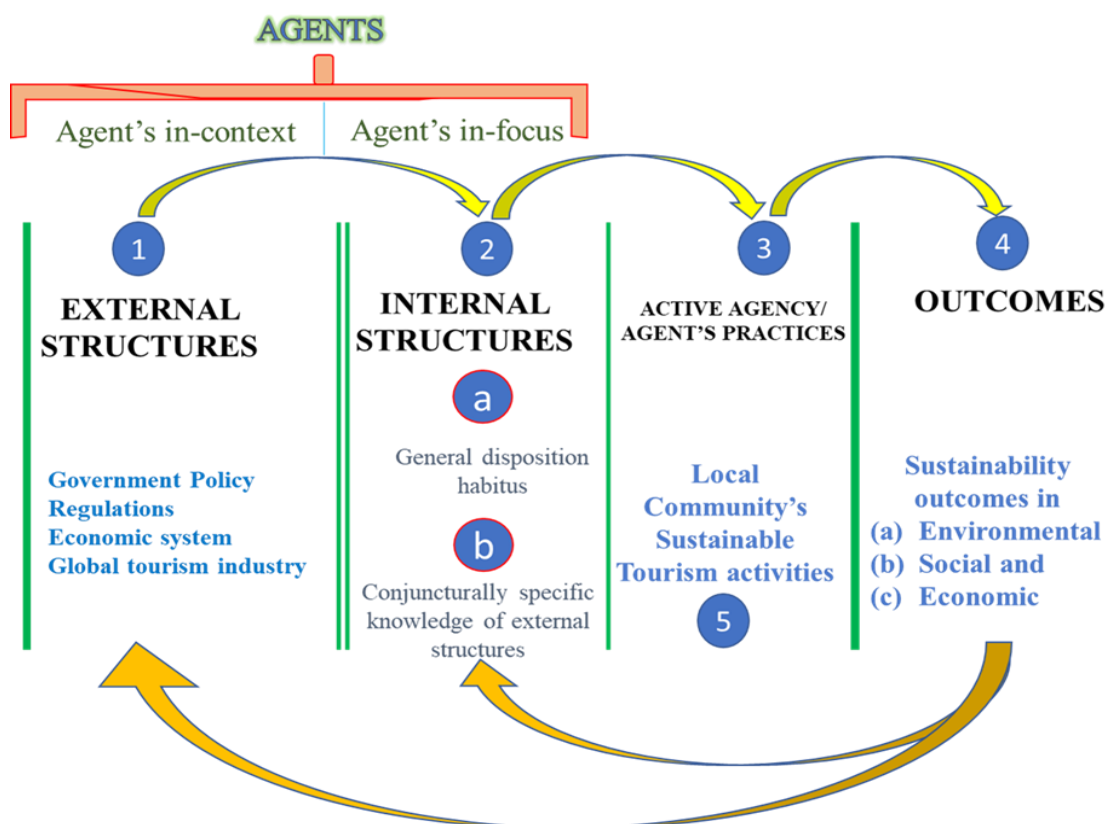 AGENTS
Agent’s in-context
Agent’s in-focus
1
EXTERNAL
STRUCTURES
Government Policy
Regulations
Economic system
Global tourism industry
2
INTERNAL
STRUCTURES
a
General disposition
habitus
b
Conjuncturally specific
knowledge of external
structures
3
ACTIVE AGENCY/
AGENT’S PRACTICES
Local
Community’s
Sustainable
Tourism activities
5
4
OUTCOMES
Sustainability
outcomes in
(a) Environmental
(b) Social and
(c) Economic